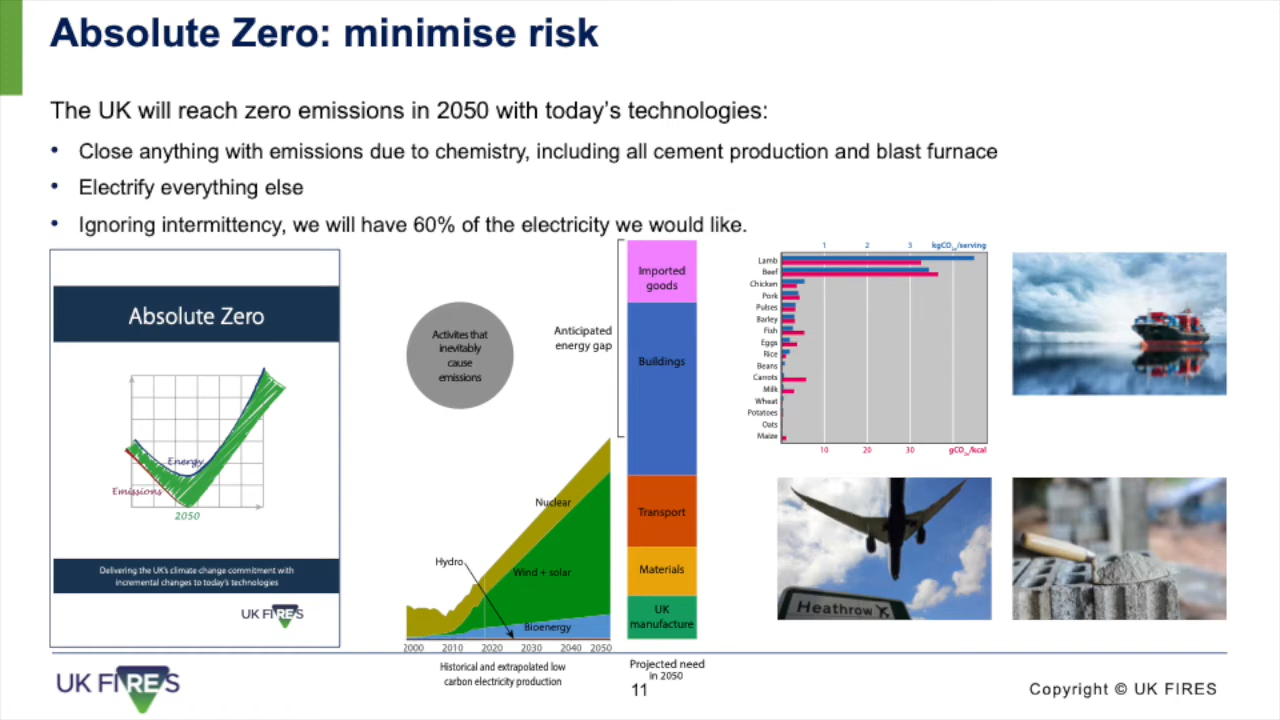 Absolute Zero: minimise risk
The UK will reach zero emissions in 2050 with today's technologies:
• Close anything with emissions due to chemistry, including all cement production and blast furnace
• Electrify everything else
• Ignoring intermittency, we will have 60% of the electricity we would like.
Absolute Zero
Energy
Emissions
2050
Delivering the UK's climate change commitment with
incremental changes to today's technologies
UK FIRES
Activites that
inevitably
cause
emissions
Anticipated
energy gap
Nuclear
Hydro
Wind + solar
Bioenergy
2000 2010 2020 2030 2040 2050
Historical and extrapolated low
carbon electricity production
Imported
goods
Buildings
Transport
Materials
UK
manufacture
Projected need
in 2050
1 2 3 kgCO2e/serving
Lamb
Beef
Chicken
Pork
Pulses
Barley
Fish
Eggs
Rice
Beans
Carrots
Milk
Wheat
Potatoes
Oats
Maize
10 20 30 gCO2e/kcal
Heathrow
UK FIRES
11
Copyright © UK FIRES